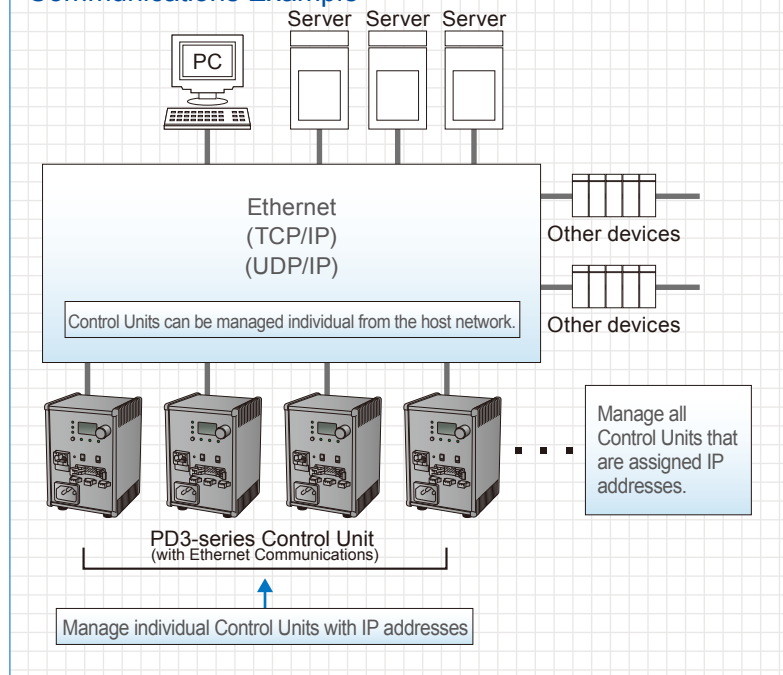 Communications Example
Server Server Server
PC
Ethernet
(TCP/IP)
(UDP/IP)
Other devices
Control Units can be managed individual from the host network.
Other devices
Manage all
Control Units that
are assigned IP
addresses.
PD3-series Control Unit
(with Ethernet Communications)
Manage individual Control Units with IP addresses